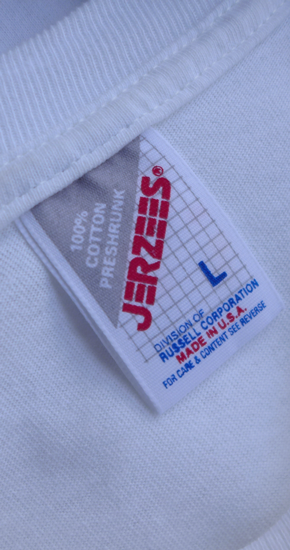 100%
COTTON
PRESHRUNK
JERZEES®
L
DIVISION OF
RUSSELL CORPORATION
MADE IN U.S.A.
FOR CARE & CONTENT SEE REVERSE